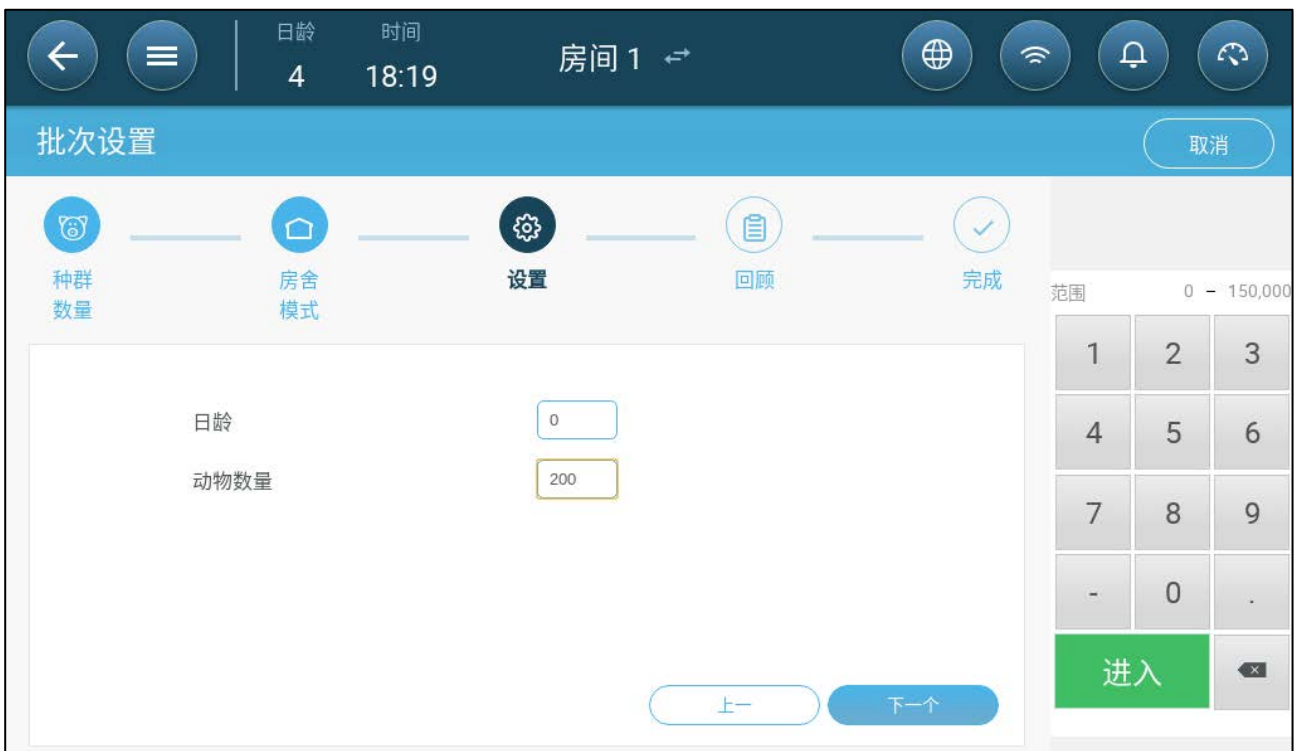 日龄
时间
4
18:19
房间 1
批次设置
取消
种群
数量
房舍
模式
设置
回顾
完成
范围 0 – 150,000
日龄 0
动物数量 200
1 2 3
4 5 6
7 8 9
- 0 .
进入
上一
下一个